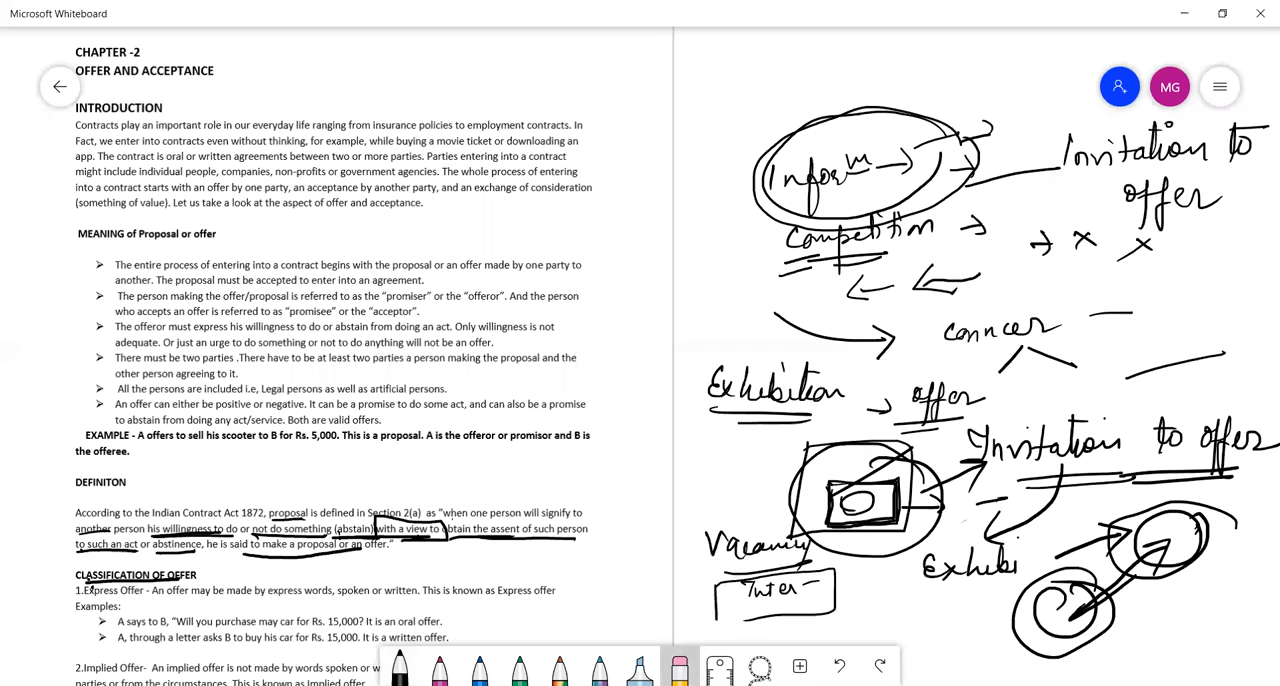 Microsoft Whiteboard
CHAPTER -2
OFFER AND ACCEPTANCE
INTRODUCTION
Contracts play an important role in our everyday life ranging from insurance policies to employment contracts. In
Fact, we enter into contracts even without thinking, for example, while buying a movie ticket or downloading an
app. The contract is oral or written agreements between two or more parties. Parties entering into a contract
might include individual people, companies, non-profits or government agencies. The whole process of entering
into a contract starts with an offer by one party, an acceptance by another party, and an exchange of consideration
(something of value). Let us take a look at the aspect of offer and acceptance.
MEANING of Proposal or offer
➢ The entire process of entering into a contract begins with the proposal or an offer made by one party to
another. The proposal must be accepted to enter into an agreement.
➢ The person making the offer/proposal is referred to as the “promiser” or the “offeror”. And the person
who accepts an offer is referred to as “promisee” or the “acceptor”.
➢ The offeror must express his willingness to do or abstain from doing an act. Only willingness is not
adequate. Or just an urge to do something or not to do anything will not be an offer.
➢ There must be two parties .There have to be at least two parties a person making the proposal and the
other person agreeing to it.
➢ All the persons are included i.e, Legal persons as well as artificial persons.
➢ An offer can either be positive or negative. It can be a promise to do some act, and can also be a promise
to abstain from doing any act/service. Both are valid offers.
EXAMPLE - A offers to sell his scooter to B for Rs. 5,000. This is a proposal. A is the offeror or promisor and B is
the offeree.
DEFINITON
According to the Indian Contract Act 1872, proposal is defined in Section 2(a) as “when one person will signify to
another person his willingness to do or not do something (abstain) with a view to obtain the assent of such person
to such an act or abstinence, he is said to make a proposal or an offer.”
CLASSIFICATION OF OFFER
1.Express Offer - An offer may be made by express words, spoken or written. This is known as Express offer
Examples:
➢ A says to B, “Will you purchase may car for Rs. 15,000? It is an oral offer.
➢ A, through a letter asks B to buy his car for Rs. 15,000. It is a written offer.
2.Implied Offer- An implied offer is not made by words spoken or w
parties or from the circumstances. This is known as Implied offer
MG
Inform
Invitation to
offer
Competition
Exhibition
offer
Invitation to offer
Vacancy
Exhibi
Inter